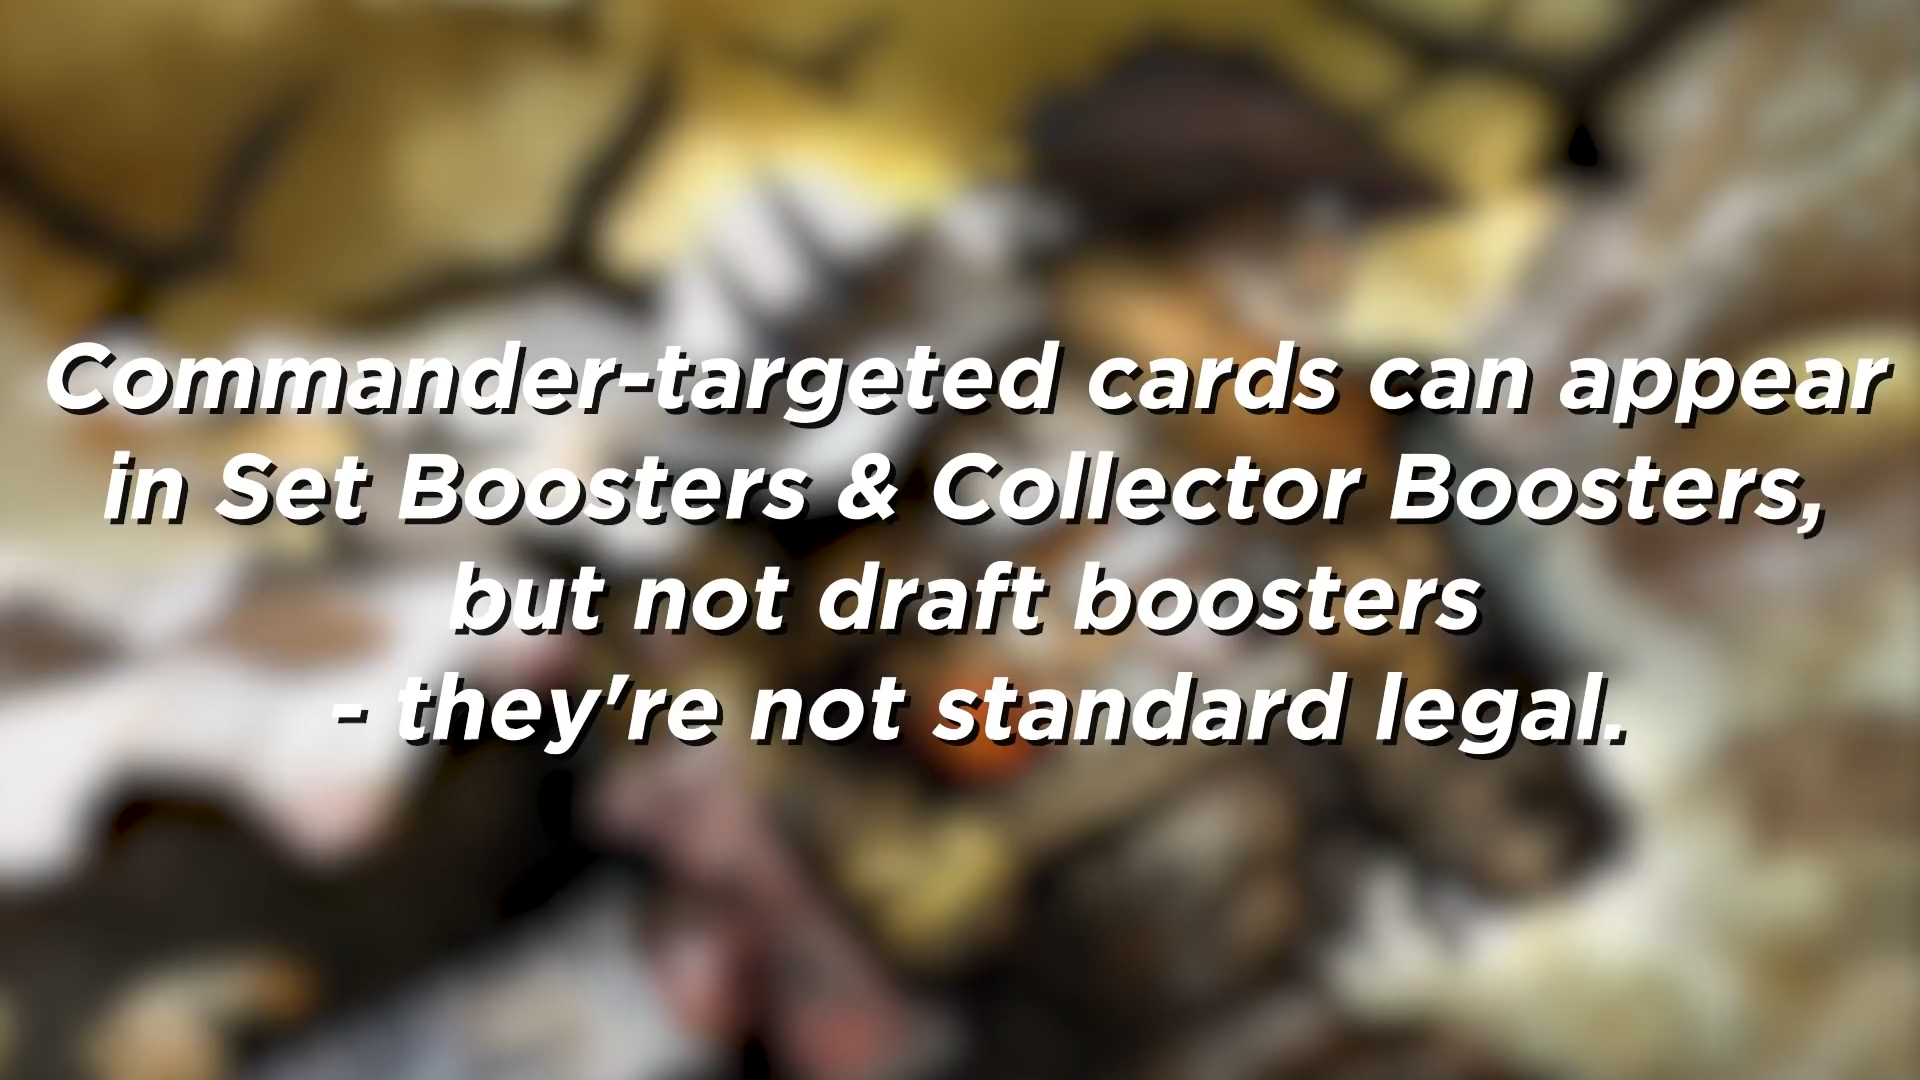 Commander-targeted cards can appear
in Set Boosters & Collector Boosters,
but not draft boosters
- they're not standard legal.